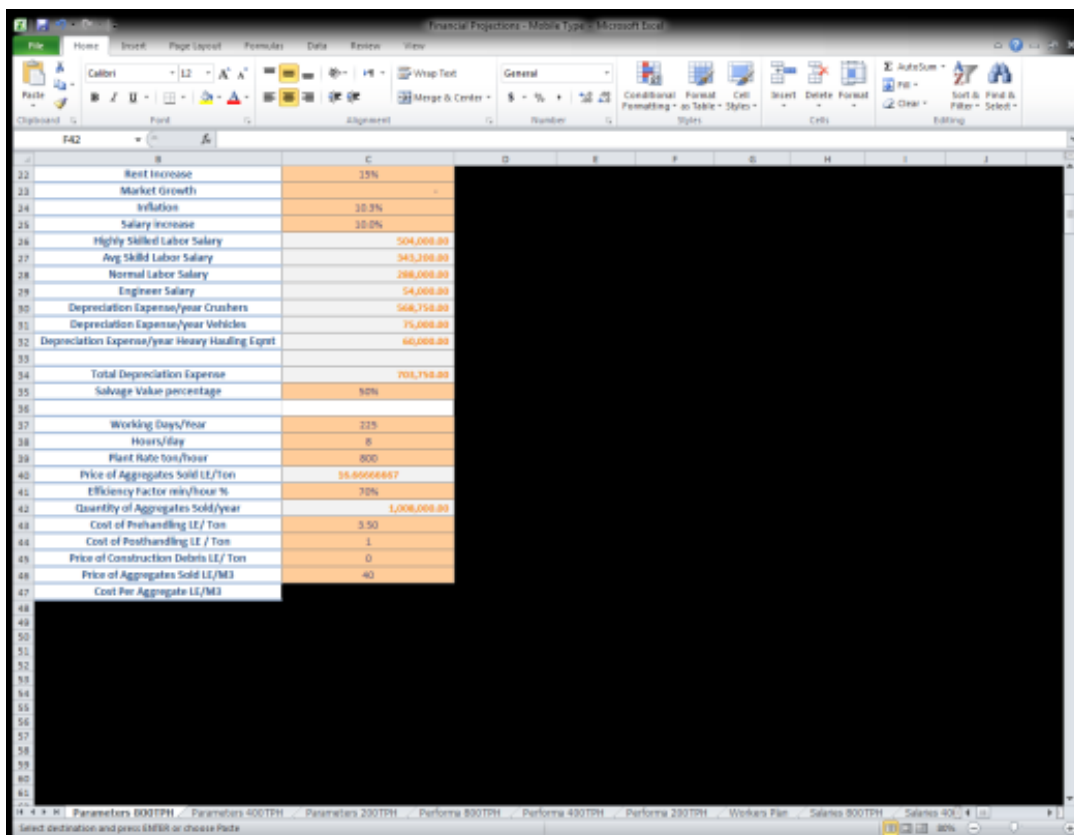 Financial Projections - Mobile Type - Microsoft Excel
File Home Insert Page Layout Formulas Data Review View
Calibri 12 Wrap Text General AutoSum
Paste Merge & Center Conditional Formatting Format as Table Cell Styles Insert Delete Format Fill Clear Sort & Filter Find & Select
Clipboard Font Alignment Number Styles Cells Editing
F42 fx
B C D E F G H I J
22 Rent Increase 15%
23 Market Growth -
24 Inflation 10.3%
25 Salary increase 10.0%
26 Highly Skilled Labor Salary 504,000.00
27 Avg Skilld Labor Salary 343,200.00
28 Normal Labor Salary 288,000.00
29 Engineer Salary 54,000.00
30 Depreciation Expense/year Crushers 568,750.00
31 Depreciation Expense/year Vehicles 75,000.00
32 Depreciation Expense/year Heavy Hauling Eqmt 60,000.00
33
34 Total Depreciation Expense 703,750.00
35 Salvage Value percentage 50%
36
37 Working Days/Year 225
38 Hours/day 8
39 Plant Rate ton/hour 800
40 Price of Aggregates Sold LE/Ton 16.66666667
41 Efficiency Factor min/hour % 70%
42 Quantity of Aggregates Sold/year 1,008,000.00
43 Cost of Prehandling LE/ Ton 3.50
44 Cost of Posthandling LE / Ton 1
45 Price of Construction Debris LE/ Ton 0
46 Price of Aggregates Sold LE/M3 40
47 Cost Per Aggregate LE/M3
48
49
50
51
52
53
54
55
56
57
58
59
60
61
Parameters 800TPH Parameters 400TPH Parameters 200TPH Performa 800TPH Performa 400TPH Performa 200TPH Workers Plan Salaries 800TPH Salaries 40
Select destination and press ENTER or choose Paste 80%